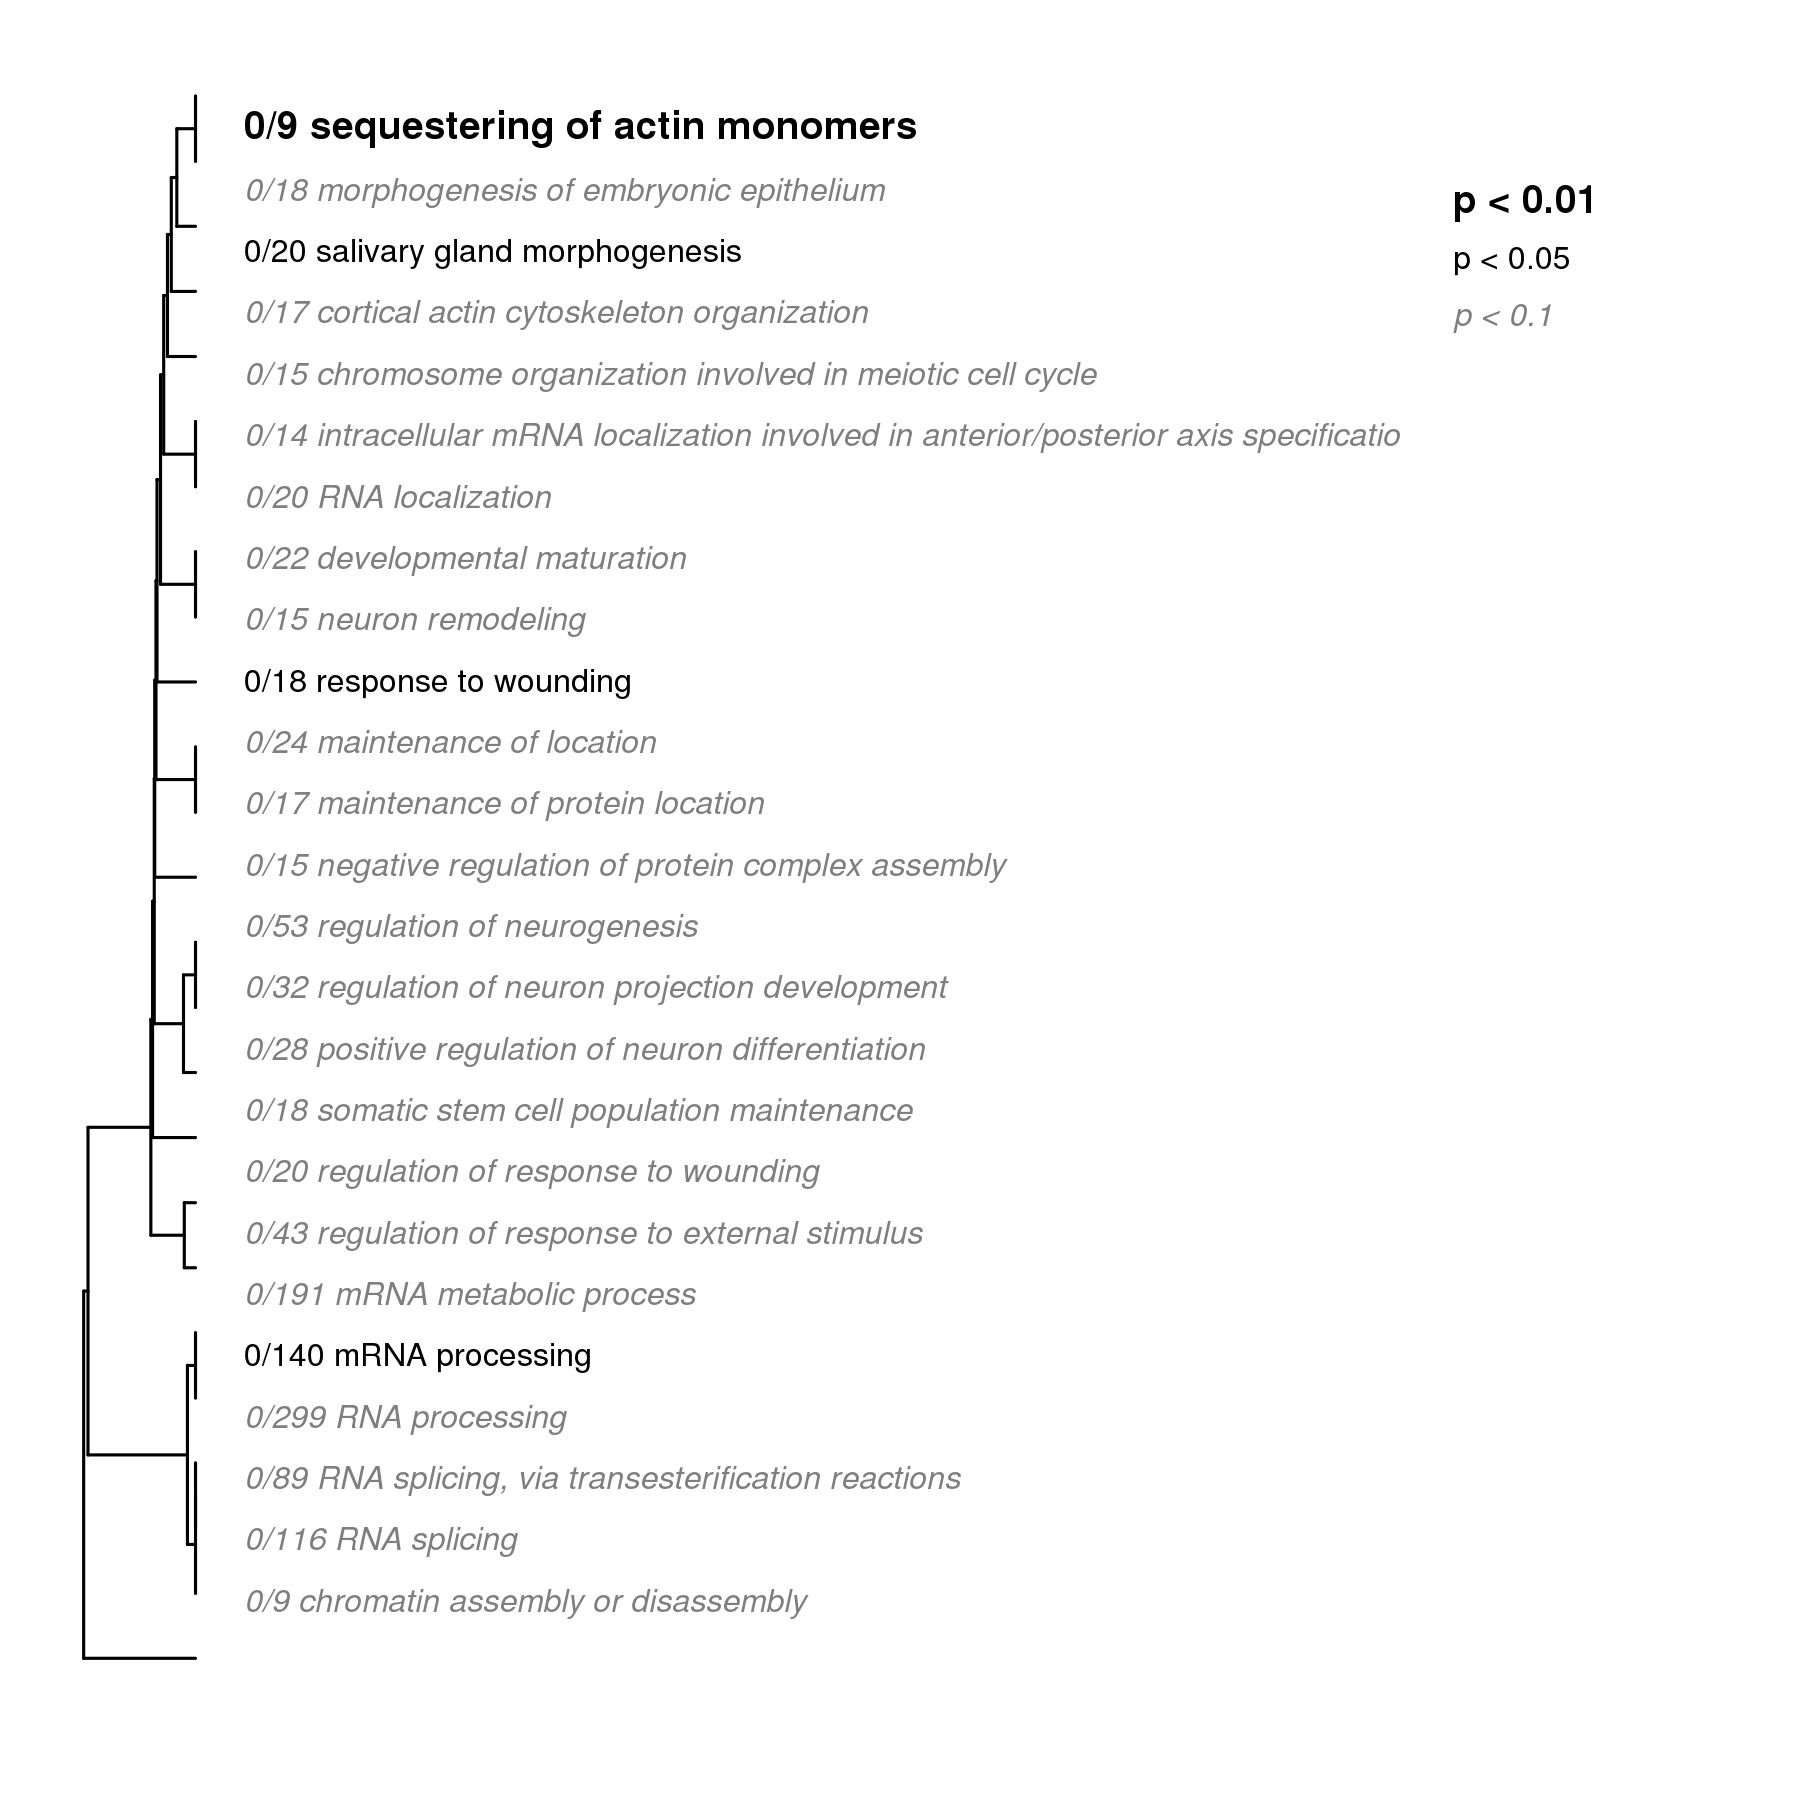 0/9 sequestering of actin monomers
0/18 morphogenesis of embryonic epithelium
p < 0.01
0/20 salivary gland morphogenesis
p < 0.05
0/17 cortical actin cytoskeleton organization
p < 0.1
0/15 chromosome organization involved in meiotic cell cycle
0/14 intracellular mRNA localization involved in anterior/posterior axis specificatio
0/20 RNA localization
0/22 developmental maturation
0/15 neuron remodeling
0/18 response to wounding
0/24 maintenance of location
0/17 maintenance of protein location
0/15 negative regulation of protein complex assembly
0/53 regulation of neurogenesis
0/32 regulation of neuron projection development
0/28 positive regulation of neuron differentiation
0/18 somatic stem cell population maintenance
0/20 regulation of response to wounding
0/43 regulation of response to external stimulus
0/191 mRNA metabolic process
0/140 mRNA processing
0/299 RNA processing
0/89 RNA splicing, via transesterification reactions
0/116 RNA splicing
0/9 chromatin assembly or disassembly